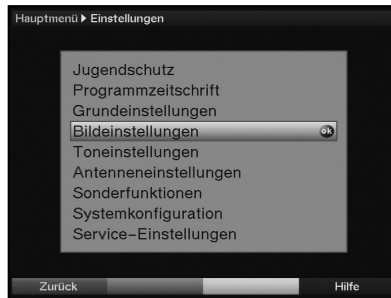 Hauptmenü ▶ Einstellungen
Jugendschutz
Programmzeitschrift
Grundeinstellungen
Bildeinstellungen ok
Toneinstellungen
Antenneneinstellungen
Sonderfunktionen
Systemkonfiguration
Service-Einstellungen
Zurück Hilfe